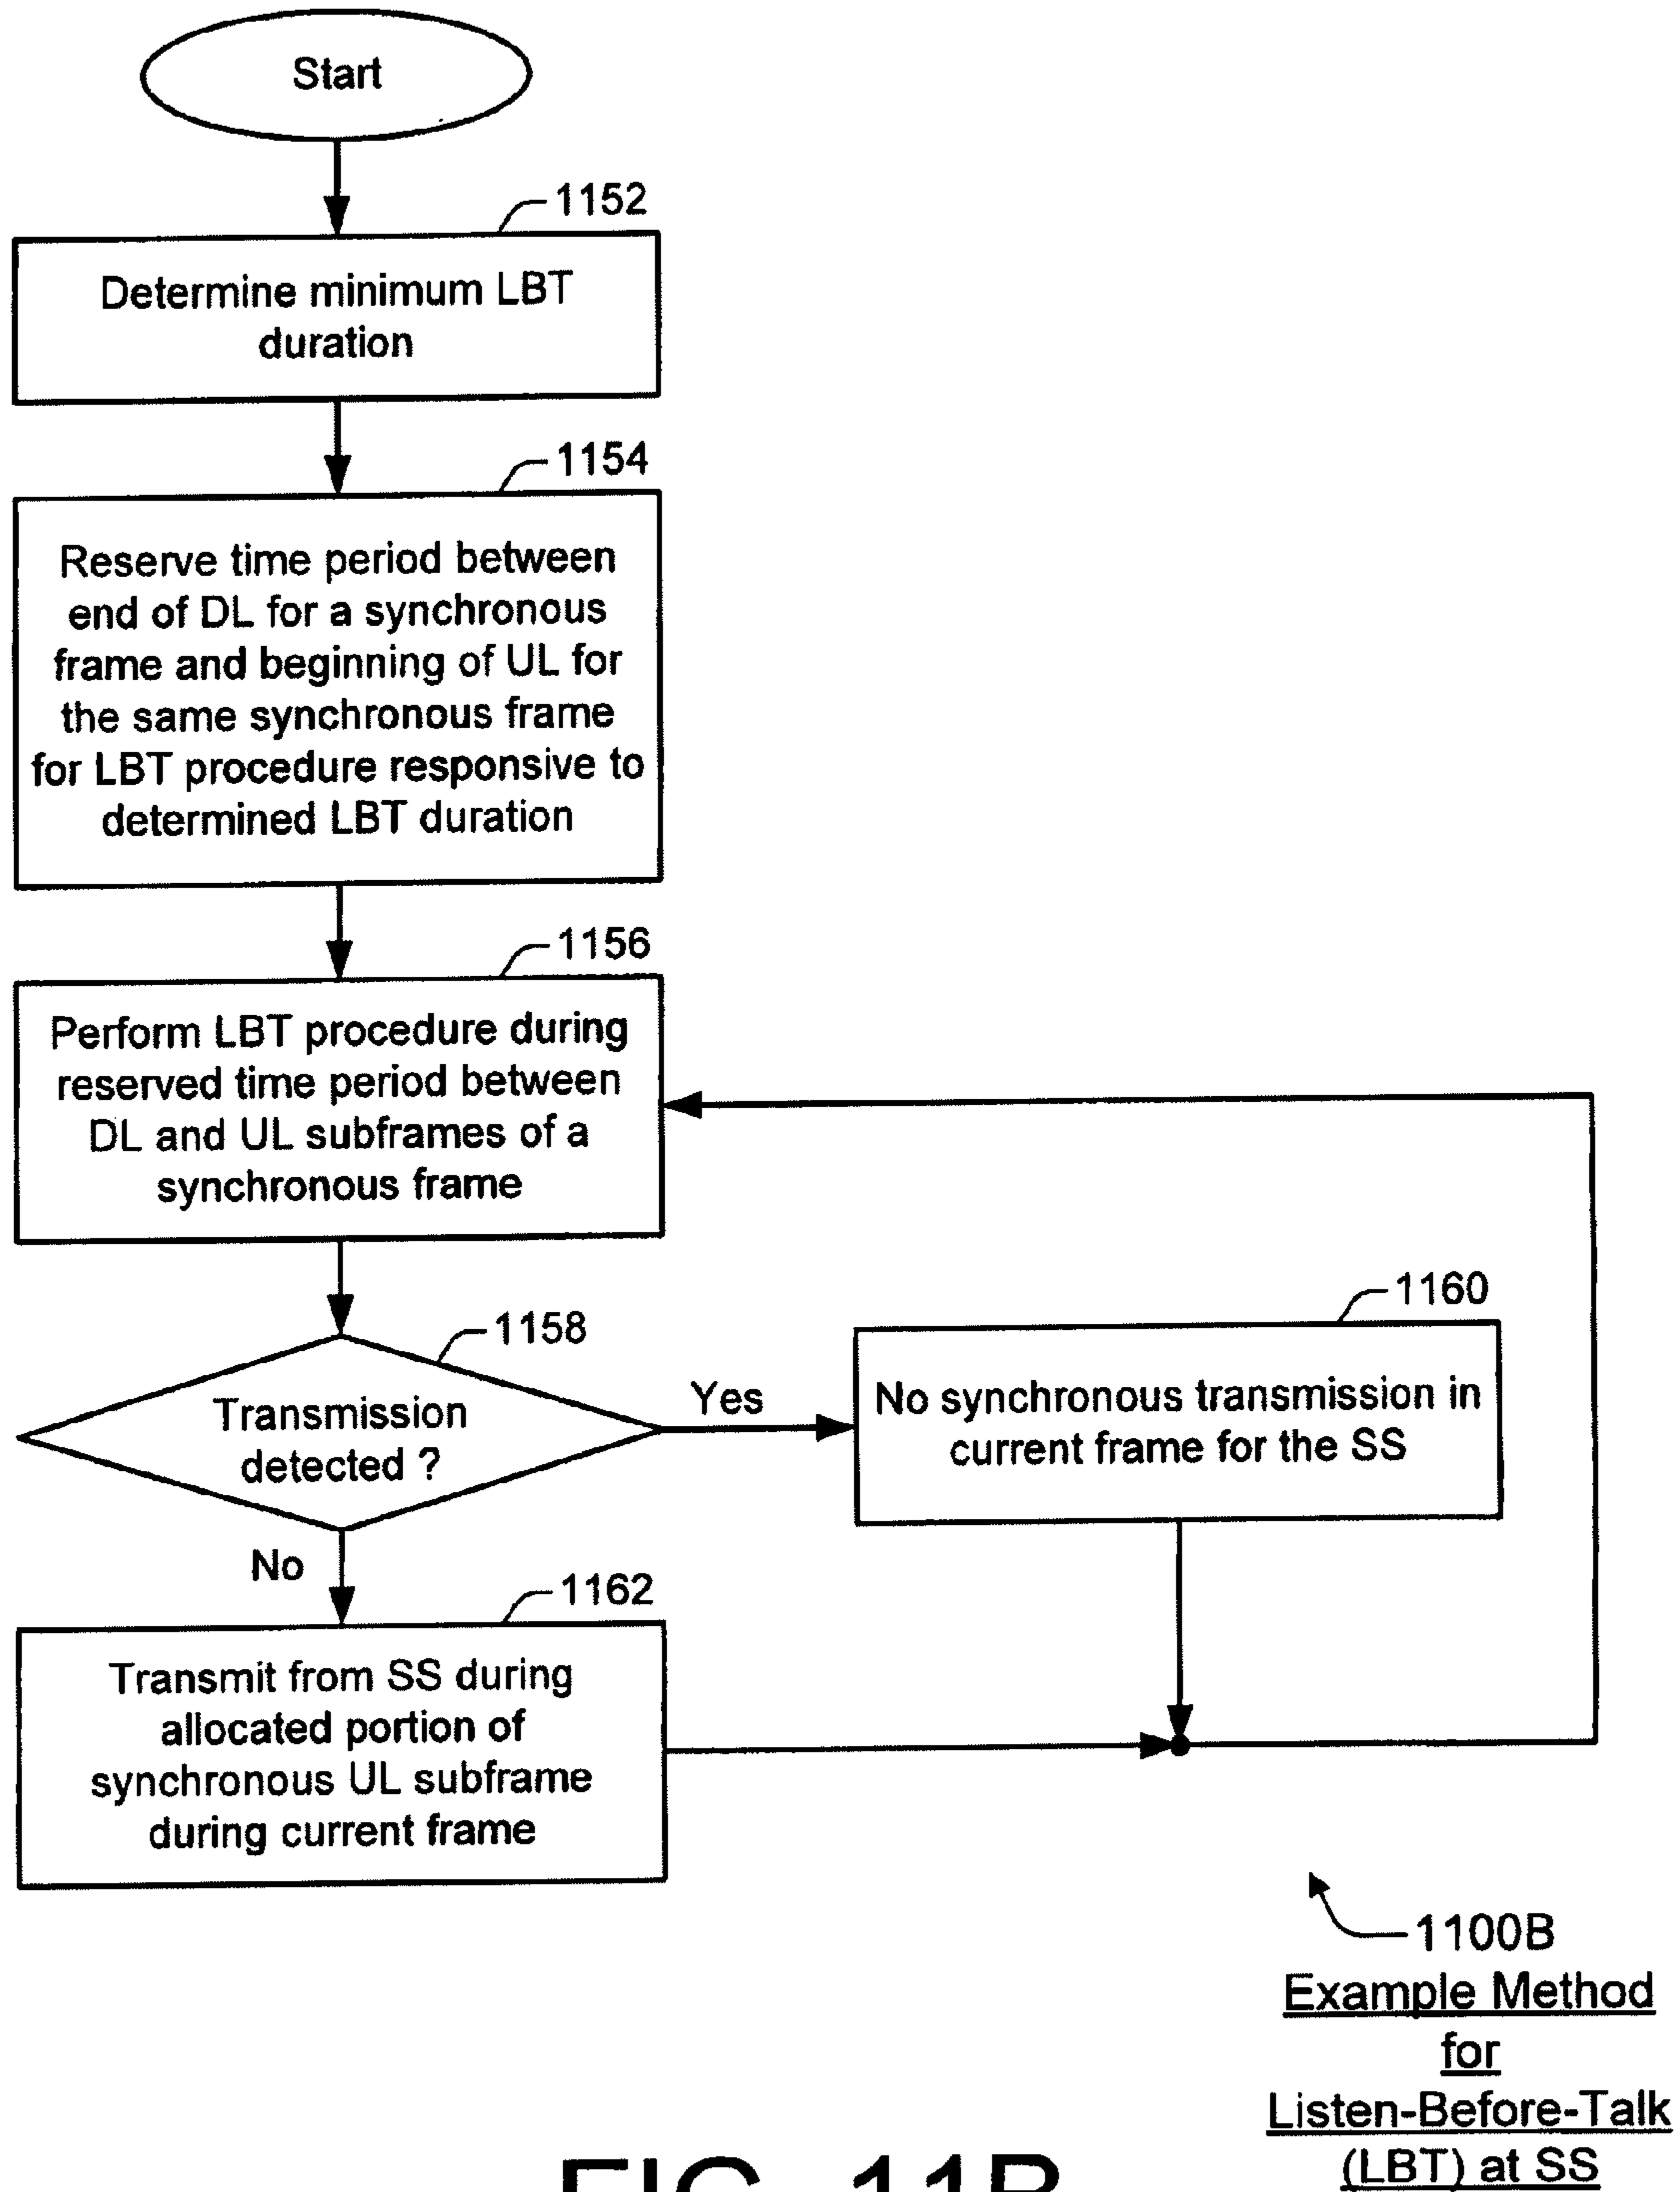 Start
1152
Determine minimum LBT
duration
1154
Reserve time period between
end of DL for a synchronous
frame and beginning of UL for
the same synchronous frame
for LBT procedure responsive to
determined LBT duration
1156
Perform LBT procedure during
reserved time period between
DL and UL subframes of a
synchronous frame
1158
Transmission
detected ?
Yes
1160
No synchronous transmission in
current frame for the SS
No
1162
Transmit from SS during
allocated portion of
synchronous UL subframe
during current frame
1100B
Example Method
for
Listen-Before-Talk
(LBT) at SS
FIG. 11B